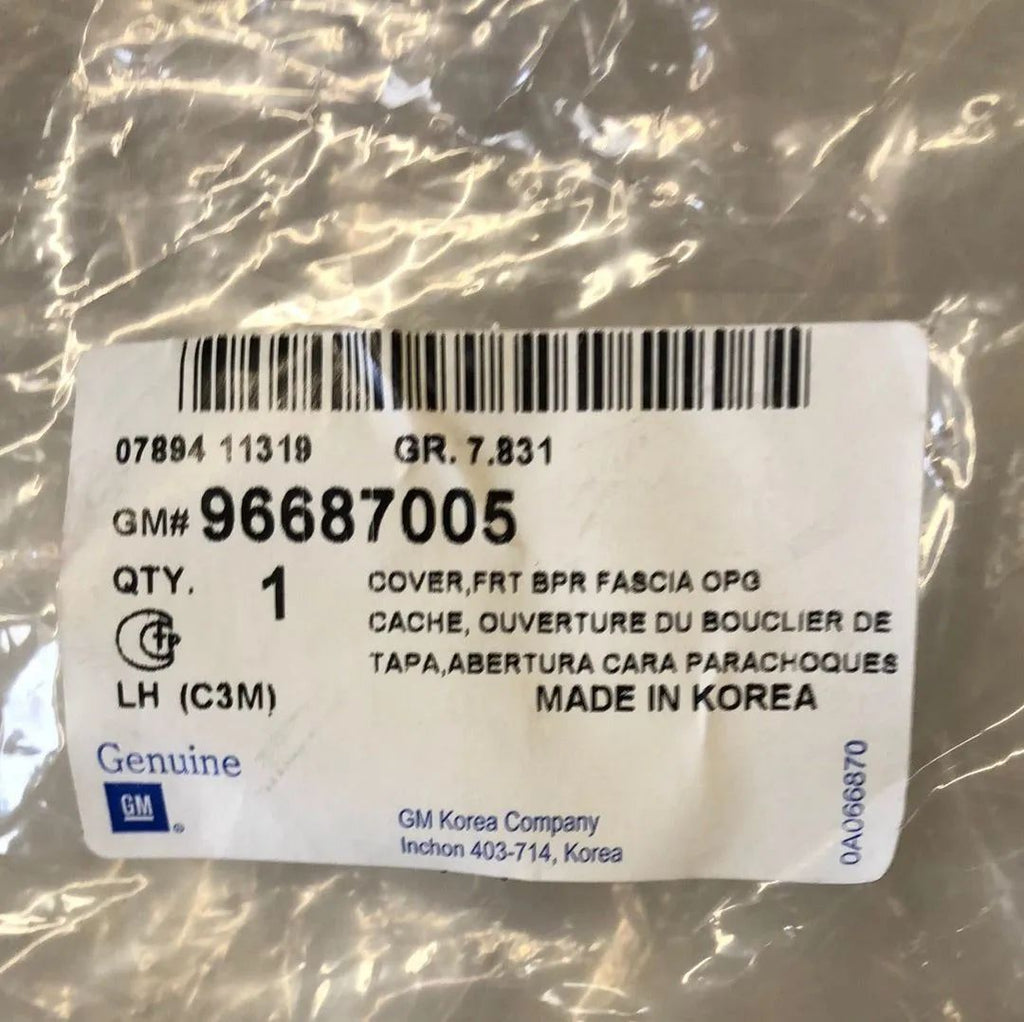 07894 11319 GR. 7.831
GM# 96687005
QTY. 1 COVER,FRT BPR FASCIA OPG
CACHE, OUVERTURE DU BOUCLIER DE
TAPA,ABERTURA CARA PARACHOQUES
LH (C3M) MADE IN KOREA
Genuine
GM
®
GM Korea Company
Inchon 403-714, Korea
0A066870